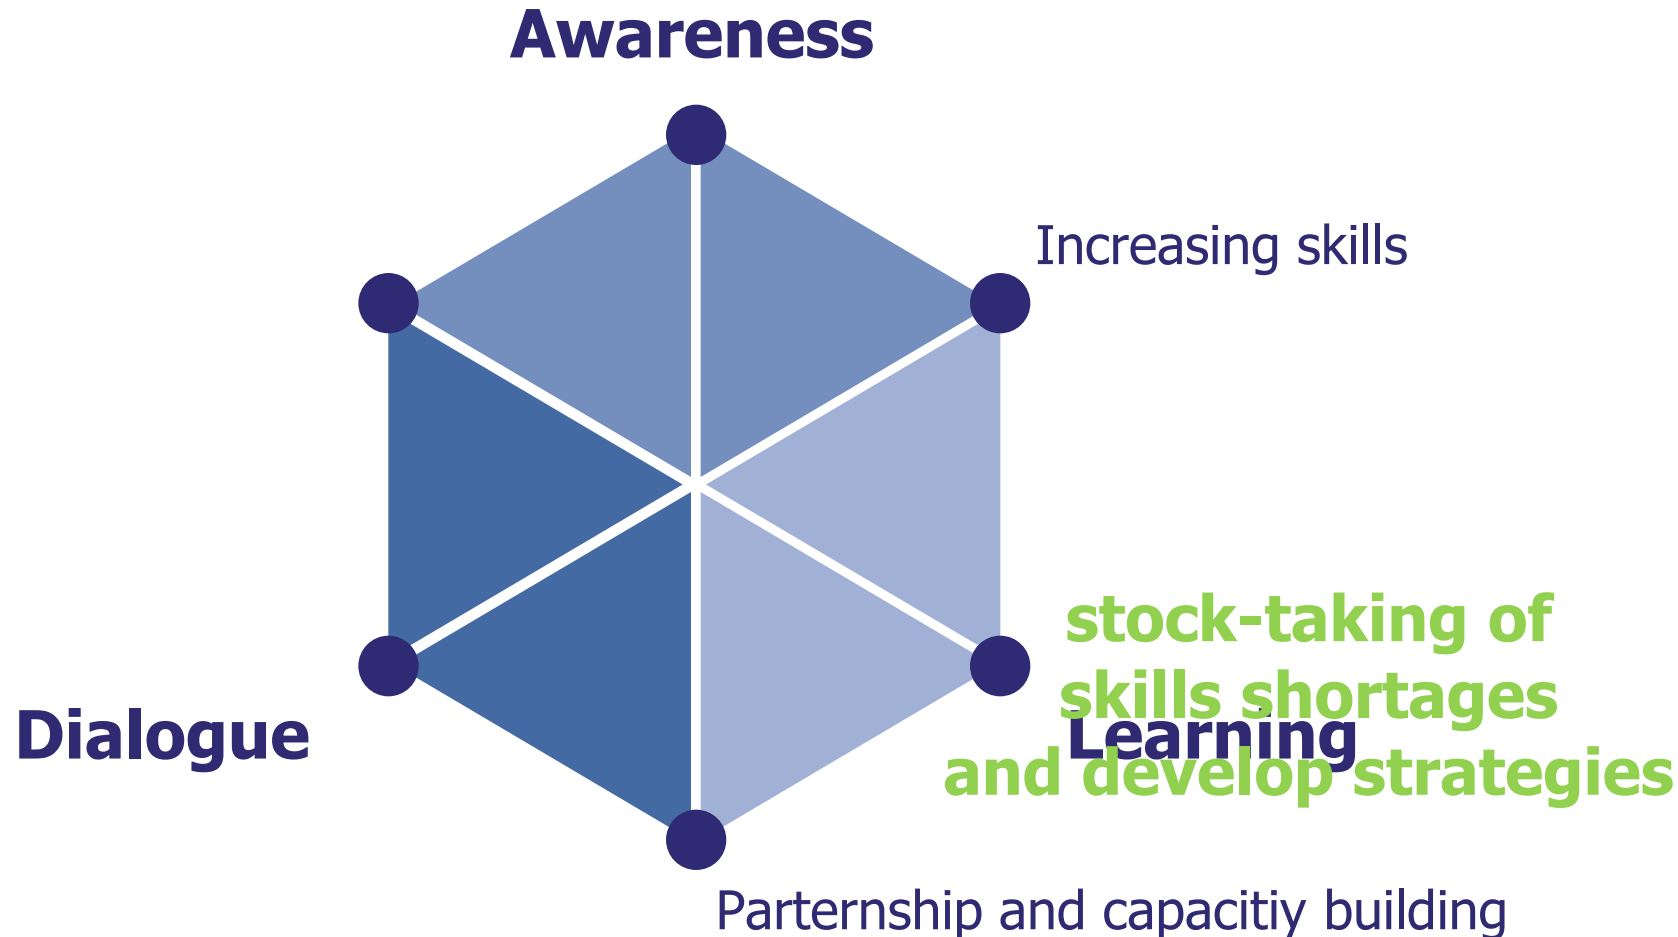 Awareness
Increasing skills
stock-taking of
skills shortages
and develop strategies
Dialogue
Learning
Parternship and capacitiy building